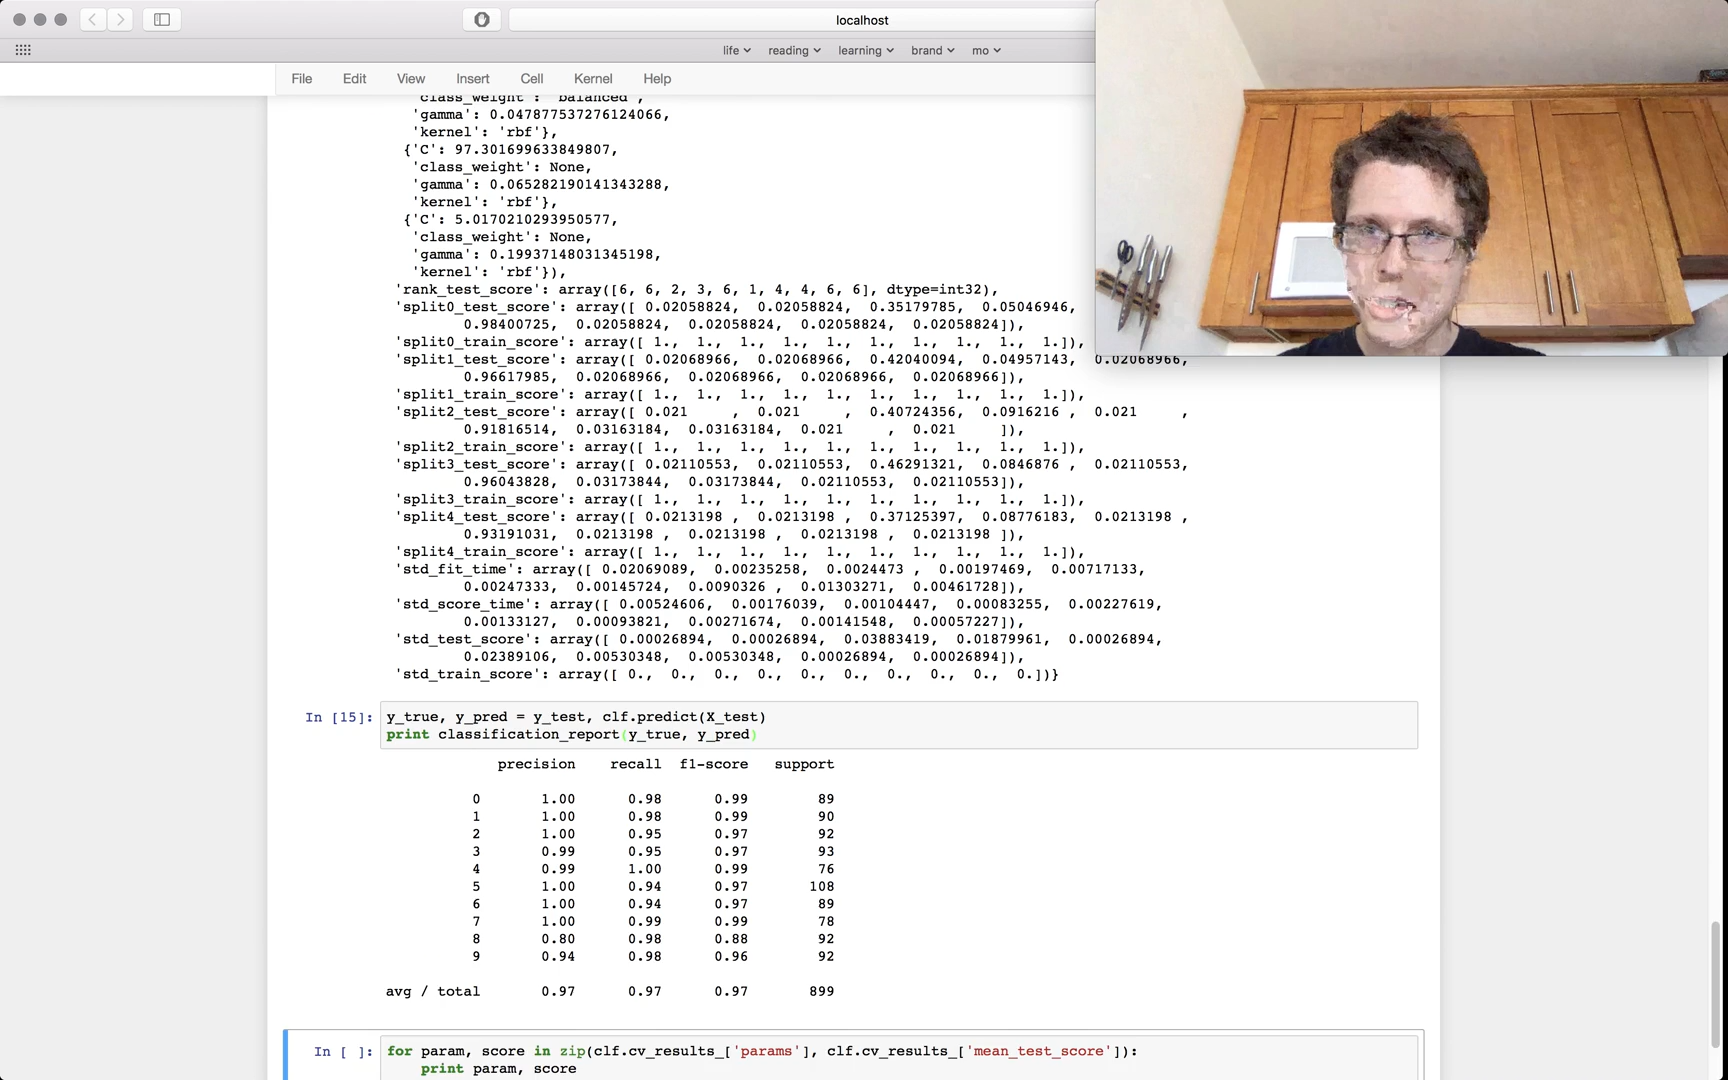 localhost
life reading learning brand mo
File Edit View Insert Cell Kernel Help
'class_weight': 'balanced',
'gamma': 0.047877537276124066,
'kernel': 'rbf'},
{'C': 97.301699633849807,
'class_weight': None,
'gamma': 0.065282190141343288,
'kernel': 'rbf'},
{'C': 5.0170210293950577,
'class_weight': None,
'gamma': 0.19937148031345198,
'kernel': 'rbf'}),
'rank_test_score': array([6, 6, 2, 3, 6, 1, 4, 4, 6, 6], dtype=int32),
'split0_test_score': array([ 0.02058824, 0.02058824, 0.35179785, 0.05046946,
0.98400725, 0.02058824, 0.02058824, 0.02058824, 0.02058824]),
'split0_train_score': array([ 1., 1., 1., 1., 1., 1., 1., 1., 1., 1.]),
'split1_test_score': array([ 0.02068966, 0.02068966, 0.42040094, 0.04957143, 0.02068966,
0.96617985, 0.02068966, 0.02068966, 0.02068966, 0.02068966]),
'split1_train_score': array([ 1., 1., 1., 1., 1., 1., 1., 1., 1., 1.]),
'split2_test_score': array([ 0.021 , 0.021 , 0.40724356, 0.0916216 , 0.021 ,
0.91816514, 0.03163184, 0.03163184, 0.021 , 0.021 ]),
'split2_train_score': array([ 1., 1., 1., 1., 1., 1., 1., 1., 1., 1.]),
'split3_test_score': array([ 0.02110553, 0.02110553, 0.46291321, 0.0846876 , 0.02110553,
0.96043828, 0.03173844, 0.03173844, 0.02110553, 0.02110553]),
'split3_train_score': array([ 1., 1., 1., 1., 1., 1., 1., 1., 1., 1.]),
'split4_test_score': array([ 0.0213198 , 0.0213198 , 0.37125397, 0.08776183, 0.0213198 ,
0.93191031, 0.0213198 , 0.0213198 , 0.0213198 , 0.0213198 ]),
'split4_train_score': array([ 1., 1., 1., 1., 1., 1., 1., 1., 1., 1.]),
'std_fit_time': array([ 0.02069089, 0.00235258, 0.0024473 , 0.00197469, 0.00717133,
0.00247333, 0.00145724, 0.0090326 , 0.01303271, 0.00461728]),
'std_score_time': array([ 0.00524606, 0.00176039, 0.00104447, 0.00083255, 0.00227619,
0.00133127, 0.00093821, 0.00271674, 0.00141548, 0.00057227]),
'std_test_score': array([ 0.00026894, 0.00026894, 0.03883419, 0.01879961, 0.00026894,
0.02389106, 0.00530348, 0.00530348, 0.00026894, 0.00026894]),
'std_train_score': array([ 0., 0., 0., 0., 0., 0., 0., 0., 0., 0.])}
In [15]: y_true, y_pred = y_test, clf.predict(X_test)
print classification_report(y_true, y_pred)
precision recall f1-score support
0 1.00 0.98 0.99 89
1 1.00 0.98 0.99 90
2 1.00 0.95 0.97 92
3 0.99 0.95 0.97 93
4 0.99 1.00 0.99 76
5 1.00 0.94 0.97 108
6 1.00 0.94 0.97 89
7 1.00 0.99 0.99 78
8 0.80 0.98 0.88 92
9 0.94 0.98 0.96 92
avg / total 0.97 0.97 0.97 899
In [ ]: for param, score in zip(clf.cv_results_['params'], clf.cv_results_['mean_test_score']):
print param, score